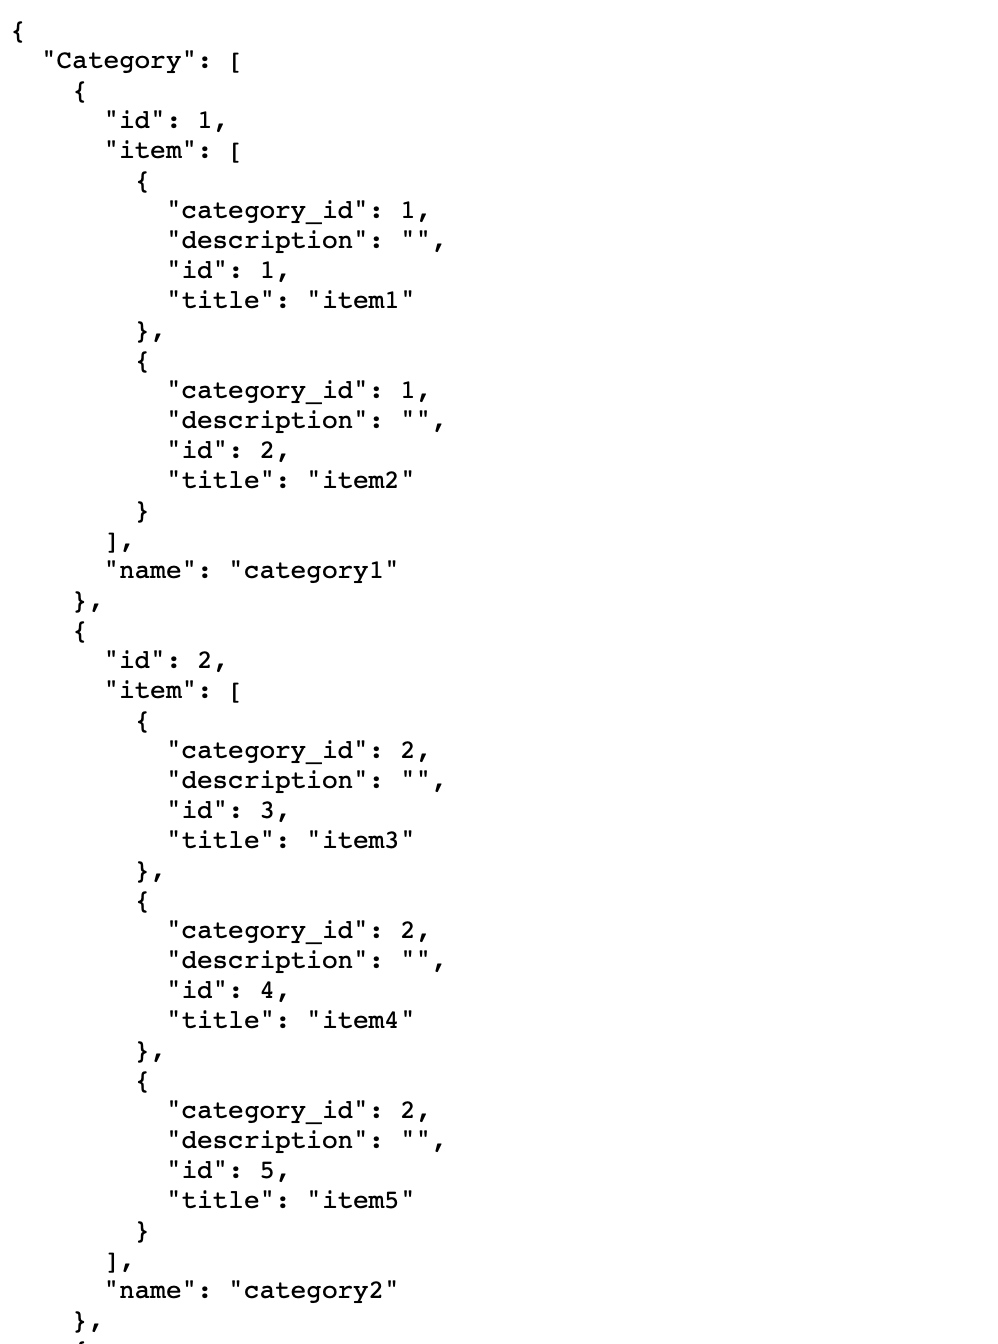 {
  "Category": [
    {
      "id": 1,
      "item": [
        {
          "category_id": 1,
          "description": "",
          "id": 1,
          "title": "item1"
        },
        {
          "category_id": 1,
          "description": "",
          "id": 2,
          "title": "item2"
        }
      ],
      "name": "category1"
    },
    {
      "id": 2,
      "item": [
        {
          "category_id": 2,
          "description": "",
          "id": 3,
          "title": "item3"
        },
        {
          "category_id": 2,
          "description": "",
          "id": 4,
          "title": "item4"
        },
        {
          "category_id": 2,
          "description": "",
          "id": 5,
          "title": "item5"
        }
      ],
      "name": "category2"
    },
    {